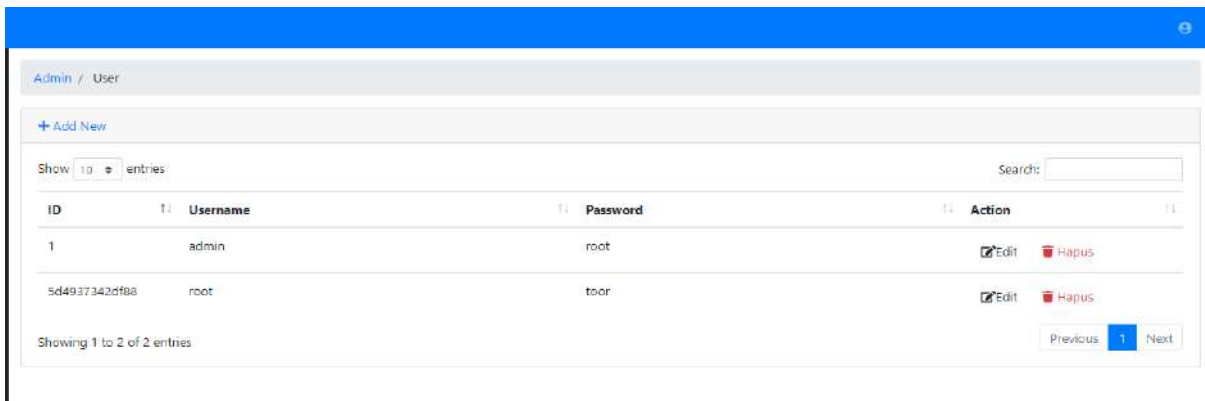 Admin / User
+ Add New
Show 10 entries Search:
ID Username Password Action
1 admin root Edit Hapus
5d4937342df88 root toor Edit Hapus
Showing 1 to 2 of 2 entries Previous 1 Next